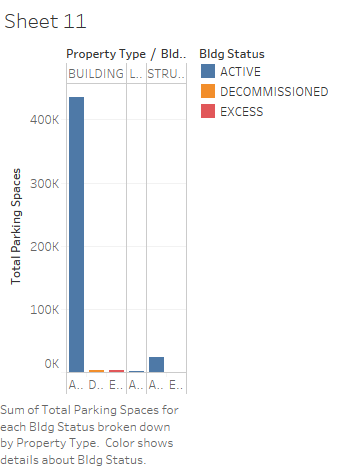 Sheet 11
Property Type / Bld..
BUILDING L.. STRU..
400K
300K
200K
100K
0K
Total Parking Spaces
A.. D.. E.. A.. A.. E..
Bldg Status
ACTIVE
DECOMMISSIONED
EXCESS
Sum of Total Parking Spaces for
each Bldg Status broken down
by Property Type. Color shows
details about Bldg Status.